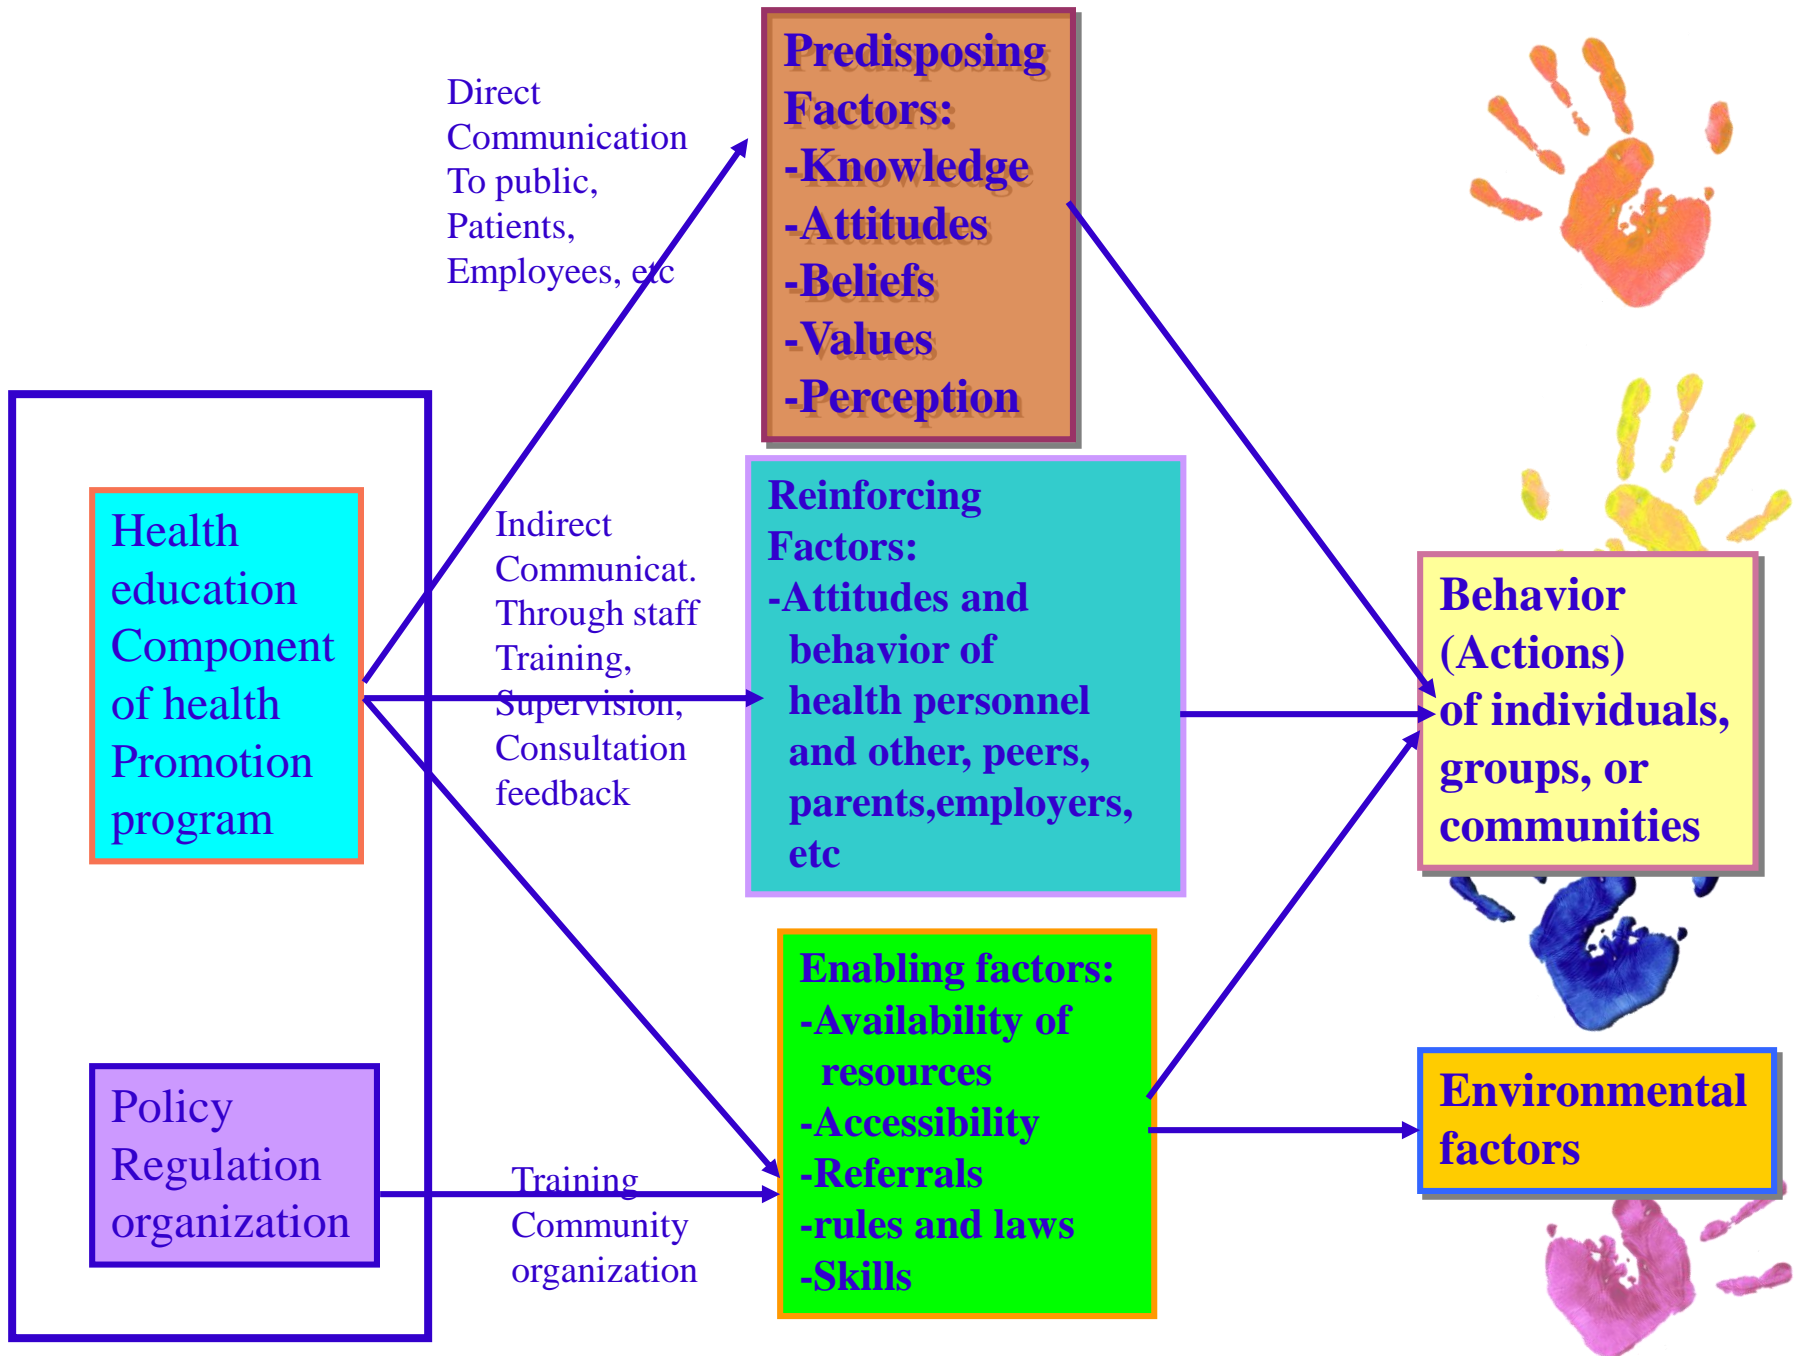 Direct
Communication
To public,
Patients,
Employees, etc
Predisposing
Factors:
-Knowledge
-Attitudes
-Beliefs
-Values
-Perception
Health
education
Component
of health
Promotion
program
Indirect
Communicat.
Through staff
Training,
Supervision,
Consultation
feedback
Reinforcing
Factors:
-Attitudes and
behavior of
health personnel
and other, peers,
parents,employers,
etc
Behavior
(Actions)
of individuals,
groups, or
communities
Policy
Regulation
organization
Training
Community
organization
Enabling factors:
-Availability of
resources
-Accessibility
-Referrals
-rules and laws
-Skills
Environmental
factors